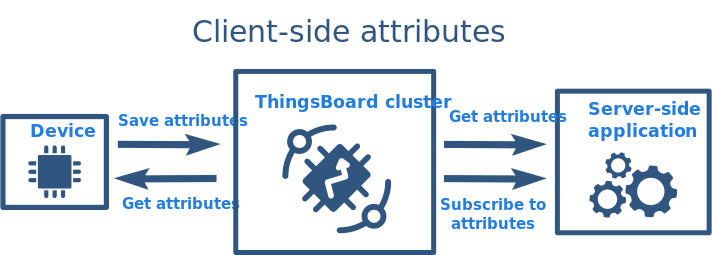 Client-side attributes
Device
Save attributes
Get attributes
ThingsBoard cluster
Get attributes
Subscribe to
attributes
Server-side
application